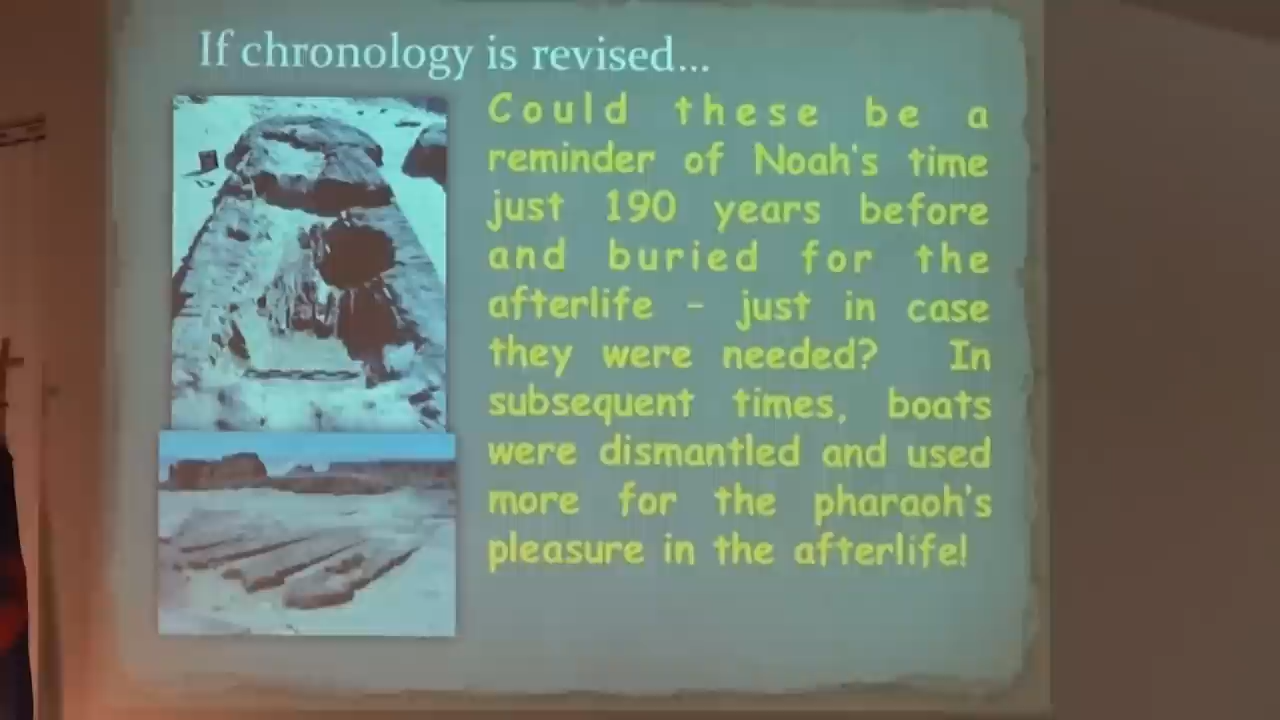 If chronology is revised...
Could these be a
reminder of Noah's time
just 190 years before
and buried for the
afterlife - just in case
they were needed? In
subsequent times, boats
were dismantled and used
more for the pharaoh's
pleasure in the afterlife!